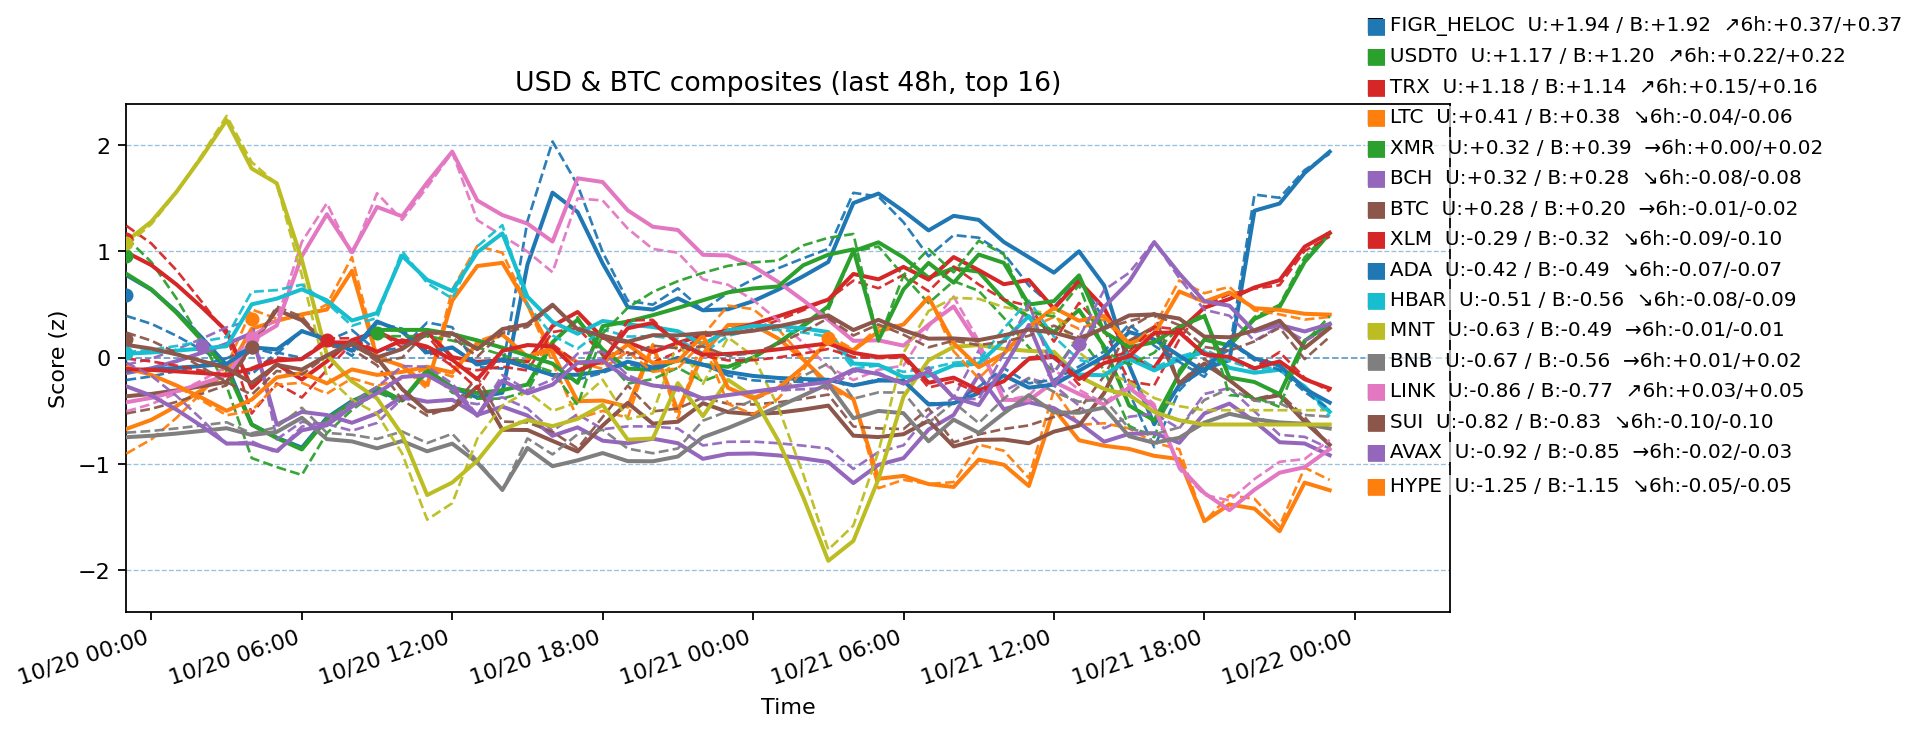 FIGR_HELOC  U:+1.94 / B:+1.92  ↗6h:+0.37/+0.37
USDT0  U:+1.17 / B:+1.20  ↗6h:+0.22/+0.22
USD & BTC composites (last 48h, top 16)
TRX  U:+1.18 / B:+1.14  ↗6h:+0.15/+0.16
LTC  U:+0.41 / B:+0.38  ↘6h:-0.04/-0.06
XMR  U:+0.32 / B:+0.39  →6h:+0.00/+0.02
BCH  U:+0.32 / B:+0.28  ↘6h:-0.08/-0.08
BTC  U:+0.28 / B:+0.20  →6h:-0.01/-0.02
XLM  U:-0.29 / B:-0.32  ↘6h:-0.09/-0.10
ADA  U:-0.42 / B:-0.49  ↘6h:-0.07/-0.07
HBAR  U:-0.51 / B:-0.56  ↘6h:-0.08/-0.09
MNT  U:-0.63 / B:-0.49  →6h:-0.01/-0.01
BNB  U:-0.67 / B:-0.56  →6h:+0.01/+0.02
LINK  U:-0.86 / B:-0.77  ↗6h:+0.03/+0.05
SUI  U:-0.82 / B:-0.83  ↘6h:-0.10/-0.10
AVAX  U:-0.92 / B:-0.85  →6h:-0.02/-0.03
HYPE  U:-1.25 / B:-1.15  ↘6h:-0.05/-0.05
Score (z)
2
1
0
−1
−2
10/20 00:00
10/20 06:00
10/20 12:00
10/20 18:00
10/21 00:00
10/21 06:00
10/21 12:00
10/21 18:00
10/22 00:00
Time